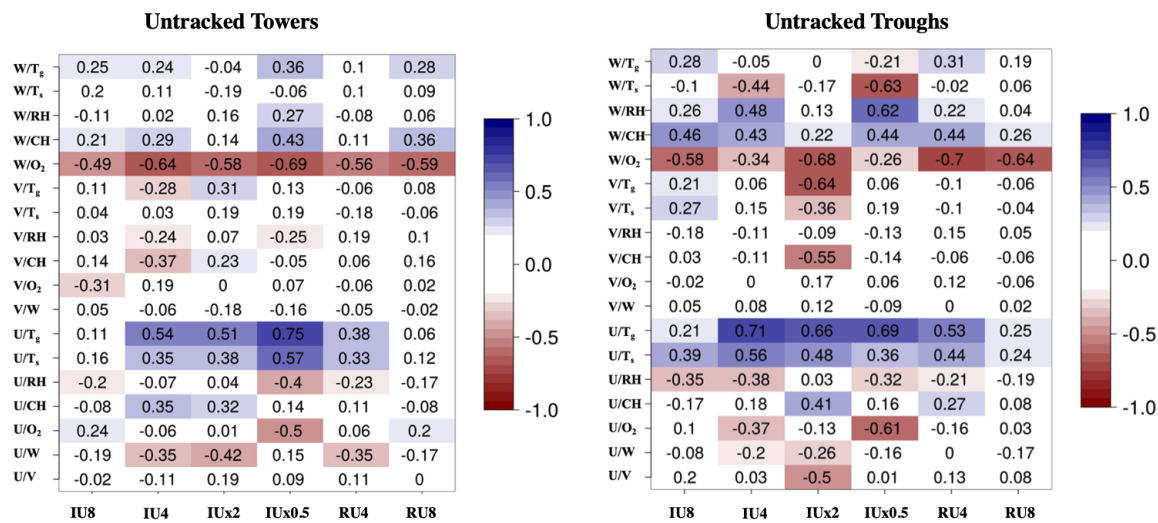 Untracked Towers
W/Tg 0.25 0.24 -0.04 0.36 0.1 0.28
W/Ts 0.2 0.11 -0.19 -0.06 0.1 0.09
W/RH -0.11 0.02 0.16 0.27 -0.08 0.06
W/CH 0.21 0.29 0.14 0.43 0.11 0.36
W/O2 -0.49 -0.64 -0.58 -0.69 -0.56 -0.59
V/Tg 0.11 -0.28 0.31 0.13 -0.06 0.08
V/Ts 0.04 0.03 0.19 0.19 -0.18 -0.06
V/RH 0.03 -0.24 0.07 -0.25 0.19 0.1
V/CH 0.14 -0.37 0.23 -0.05 0.06 0.16
V/O2 -0.31 0.19 0 0.07 -0.06 0.02
V/W 0.05 -0.06 -0.18 -0.16 -0.05 -0.02
U/Tg 0.11 0.54 0.51 0.75 0.38 0.06
U/Ts 0.16 0.35 0.38 0.57 0.33 0.12
U/RH -0.2 -0.07 0.04 -0.4 -0.23 -0.17
U/CH -0.08 0.35 0.32 0.14 0.11 -0.08
U/O2 0.24 -0.06 0.01 -0.5 0.06 0.2
U/W -0.19 -0.35 -0.42 0.15 -0.35 -0.17
U/V -0.02 -0.11 0.19 0.09 0.11 0
IU8 IU4 IUx2 IUx0.5 RU4 RU8
1.0
0.5
0.0
-0.5
-1.0
Untracked Troughs
W/Tg 0.28 -0.05 0 -0.21 0.31 0.19
W/Ts -0.1 -0.44 -0.17 -0.63 -0.02 0.06
W/RH 0.26 0.48 0.13 0.62 0.22 0.04
W/CH 0.46 0.43 0.22 0.44 0.44 0.26
W/O2 -0.58 -0.34 -0.68 -0.26 -0.7 -0.64
V/Tg 0.21 0.06 -0.64 0.06 -0.1 -0.06
V/Ts 0.27 0.15 -0.36 0.19 -0.1 -0.04
V/RH -0.18 -0.11 -0.09 -0.13 0.15 0.05
V/CH 0.03 -0.11 -0.55 -0.14 -0.06 -0.06
V/O2 -0.02 0 0.17 0.06 0.12 -0.06
V/W 0.05 0.08 0.12 -0.09 0 0.02
U/Tg 0.21 0.71 0.66 0.69 0.53 0.25
U/Ts 0.39 0.56 0.48 0.36 0.44 0.24
U/RH -0.35 -0.38 0.03 -0.32 -0.21 -0.19
U/CH -0.17 0.18 0.41 0.16 0.27 0.08
U/O2 0.1 -0.37 -0.13 -0.61 -0.16 0.03
U/W -0.08 -0.2 -0.26 -0.16 0 -0.17
U/V 0.2 0.03 -0.5 0.01 0.13 0.08
IU8 IU4 IUx2 IUx0.5 RU4 RU8
1.0
0.5
0.0
-0.5
-1.0